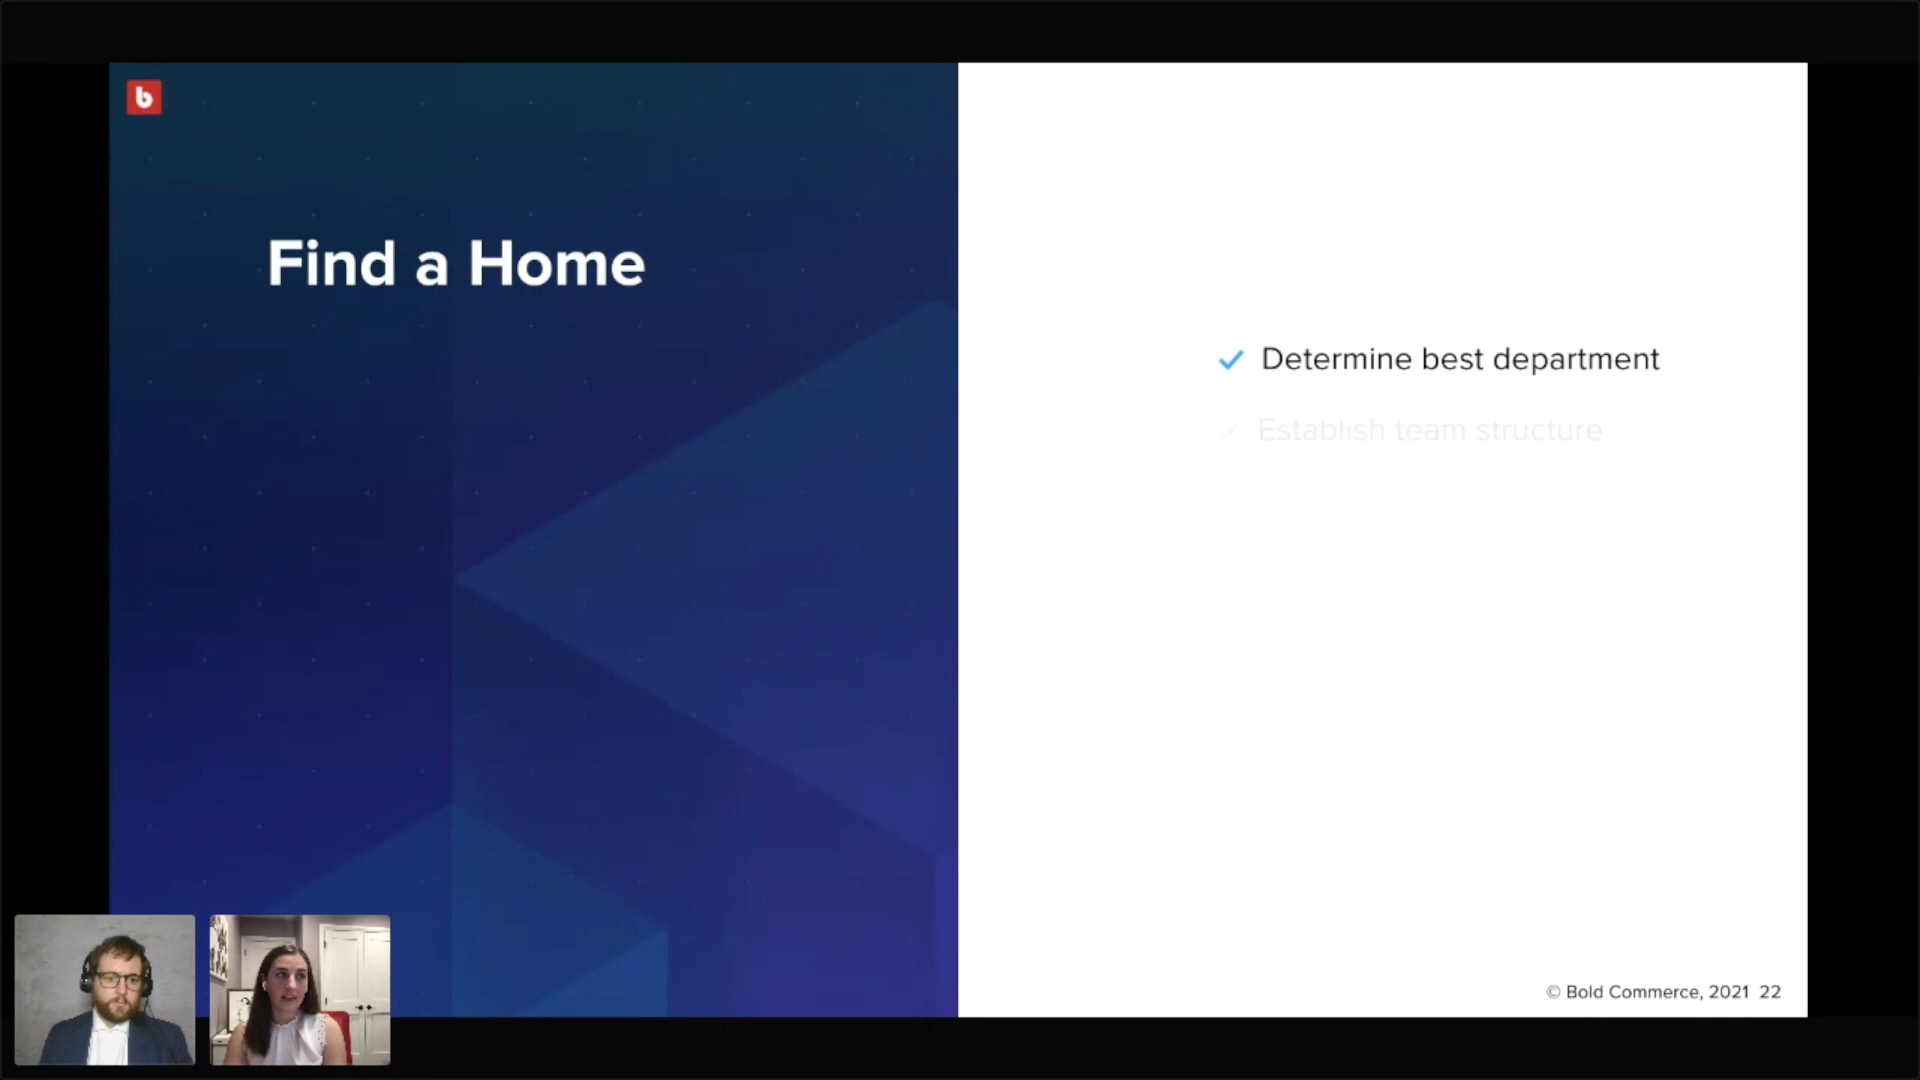 b
Find a Home
Determine best department
Establish team structure
© Bold Commerce, 2021 22